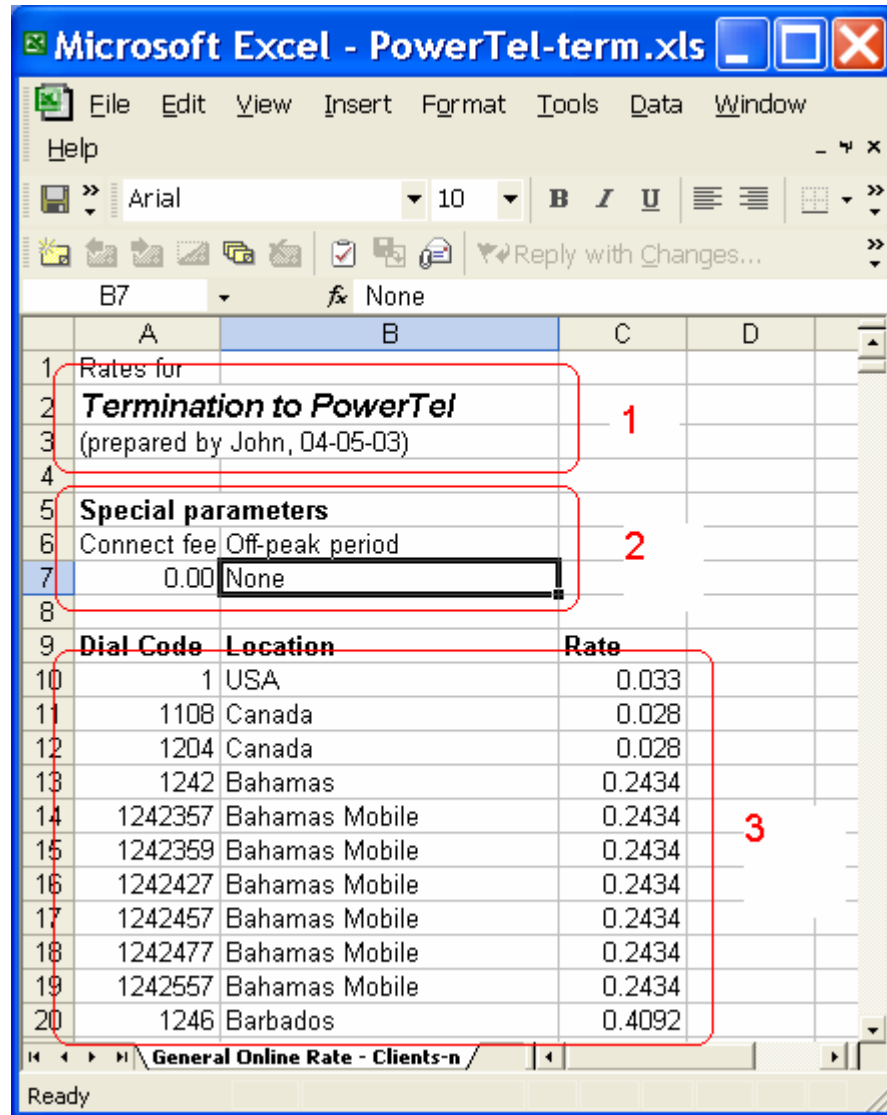 Microsoft Excel - PowerTel-term.xls
File Edit View Insert Format Tools Data Window
Help
Arial 10 B I U
Reply with Changes...
B7 fx None
A B C D
1 Rates for
2 Termination to PowerTel 1
3 (prepared by John, 04-05-03)
4
5 Special parameters
6 Connect fee Off-peak period 2
7 0.00 None
8
9 Dial Code Location Rate
10 1 USA 0.033
11 1108 Canada 0.028
12 1204 Canada 0.028
13 1242 Bahamas 0.2434
14 1242357 Bahamas Mobile 0.2434 3
15 1242359 Bahamas Mobile 0.2434
16 1242427 Bahamas Mobile 0.2434
17 1242457 Bahamas Mobile 0.2434
18 1242477 Bahamas Mobile 0.2434
19 1242557 Bahamas Mobile 0.2434
20 1246 Barbados 0.4092
General Online Rate - Clients-n
Ready